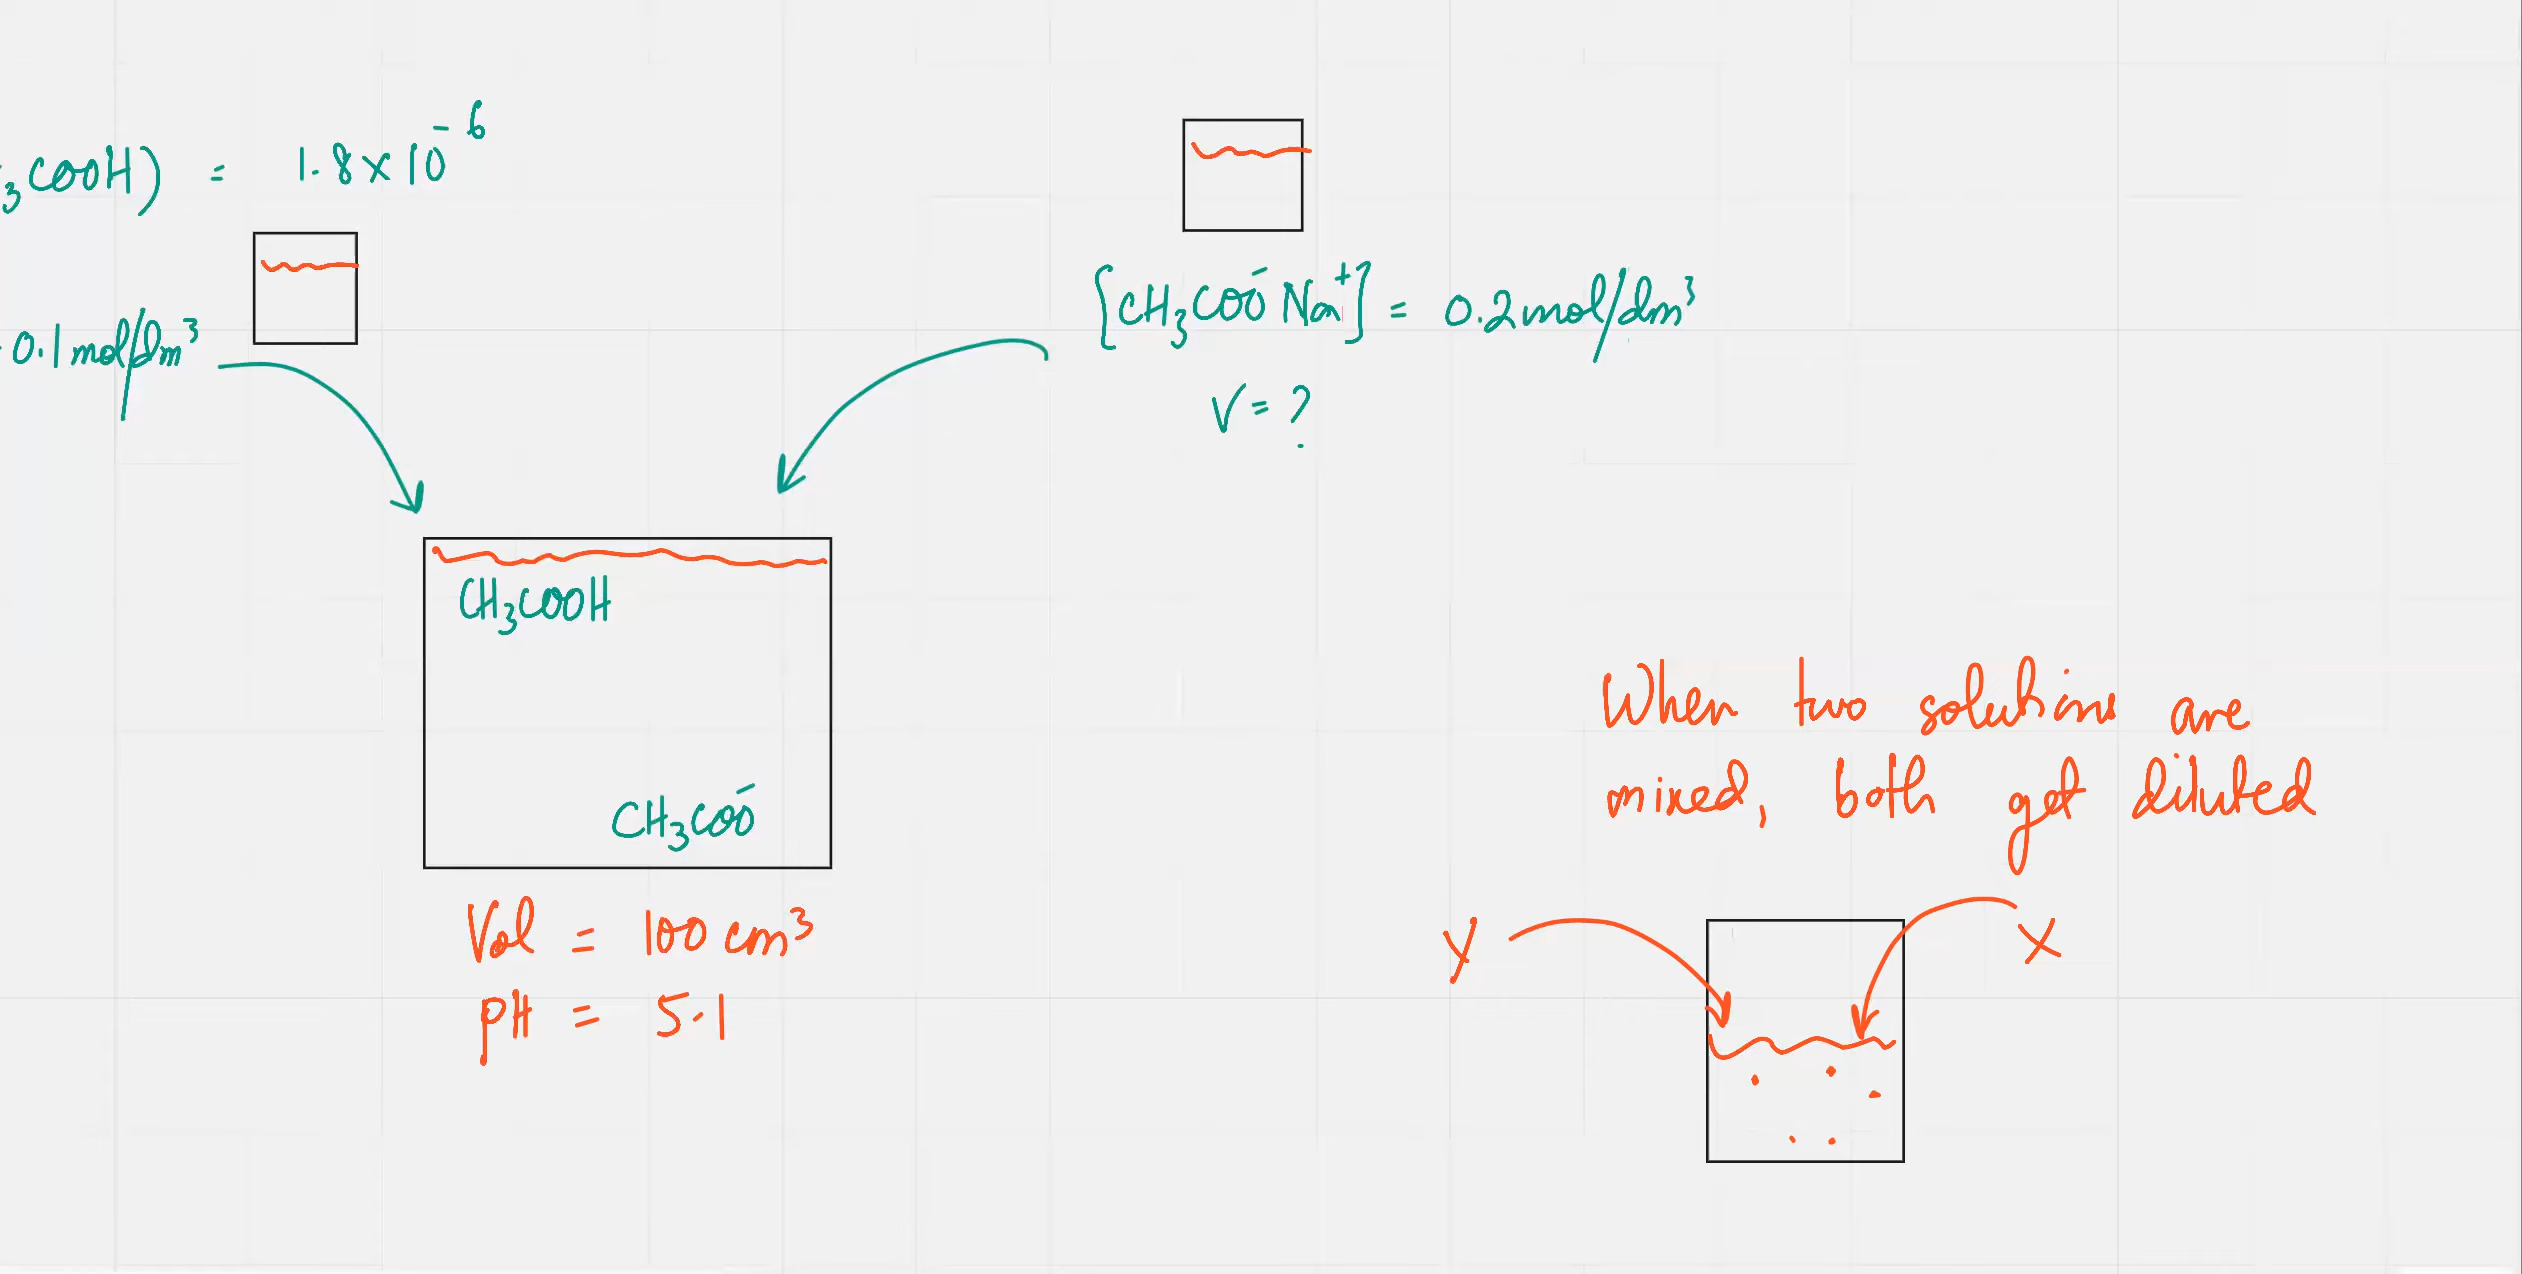 ₃COOH) = 1.8 x 10⁻⁶
0.1 mol/dm³
[CH₃COO⁻Na⁺] = 0.2 mol/dm³
V = ?
CH₃COOH
CH₃COO⁻
Vol = 100 cm³
pH = 5.1
When two solutions are
mixed, both get diluted
Y
X